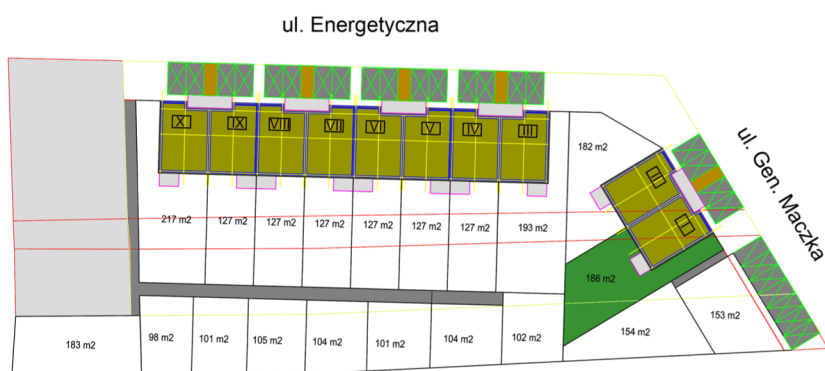 ul. Energetyczna
X IX VIII VII VI V IV III
182 m2
ul. Gen. Maczka
II
I
217 m2 127 m2 127 m2 127 m2 127 m2 127 m2 127 m2 193 m2
186 m2
183 m2 98 m2 101 m2 105 m2 104 m2 101 m2 104 m2 102 m2 154 m2 153 m2